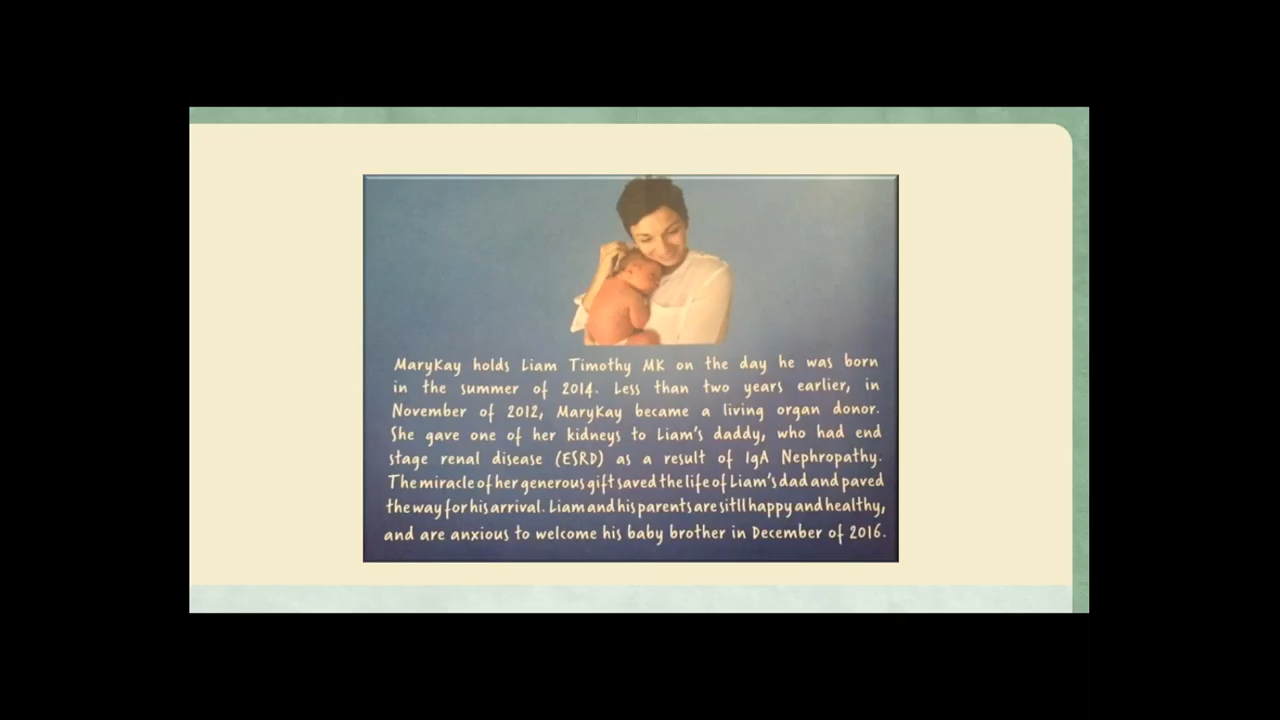 MaryKay holds Liam Timothy MK on the day he was born
in the summer of 2014. Less than two years earlier, in
November of 2012, MaryKay became a living organ donor.
She gave one of her kidneys to Liam's daddy, who had end
stage renal disease (ESRD) as a result of IgA Nephropathy.
The miracle of her generous gift saved the life of Liam's dad and paved
the way for his arrival. Liam and his parents are sitll happy and healthy,
and are anxious to welcome his baby brother in December of 2016.